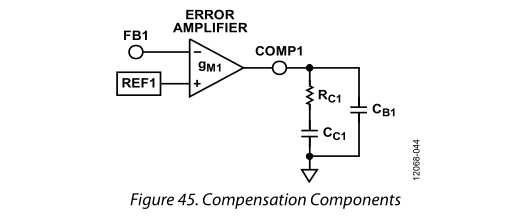 ERROR
AMPLIFIER
FB1
COMP1
−
gM1
REF1
+
RC1
CB1
CC1
12068-044
Figure 45. Compensation Components